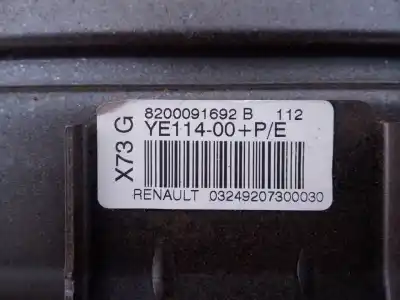 X73 G
8200091692 B 112
YE114-00+P/E
RENAULT 03249207300030